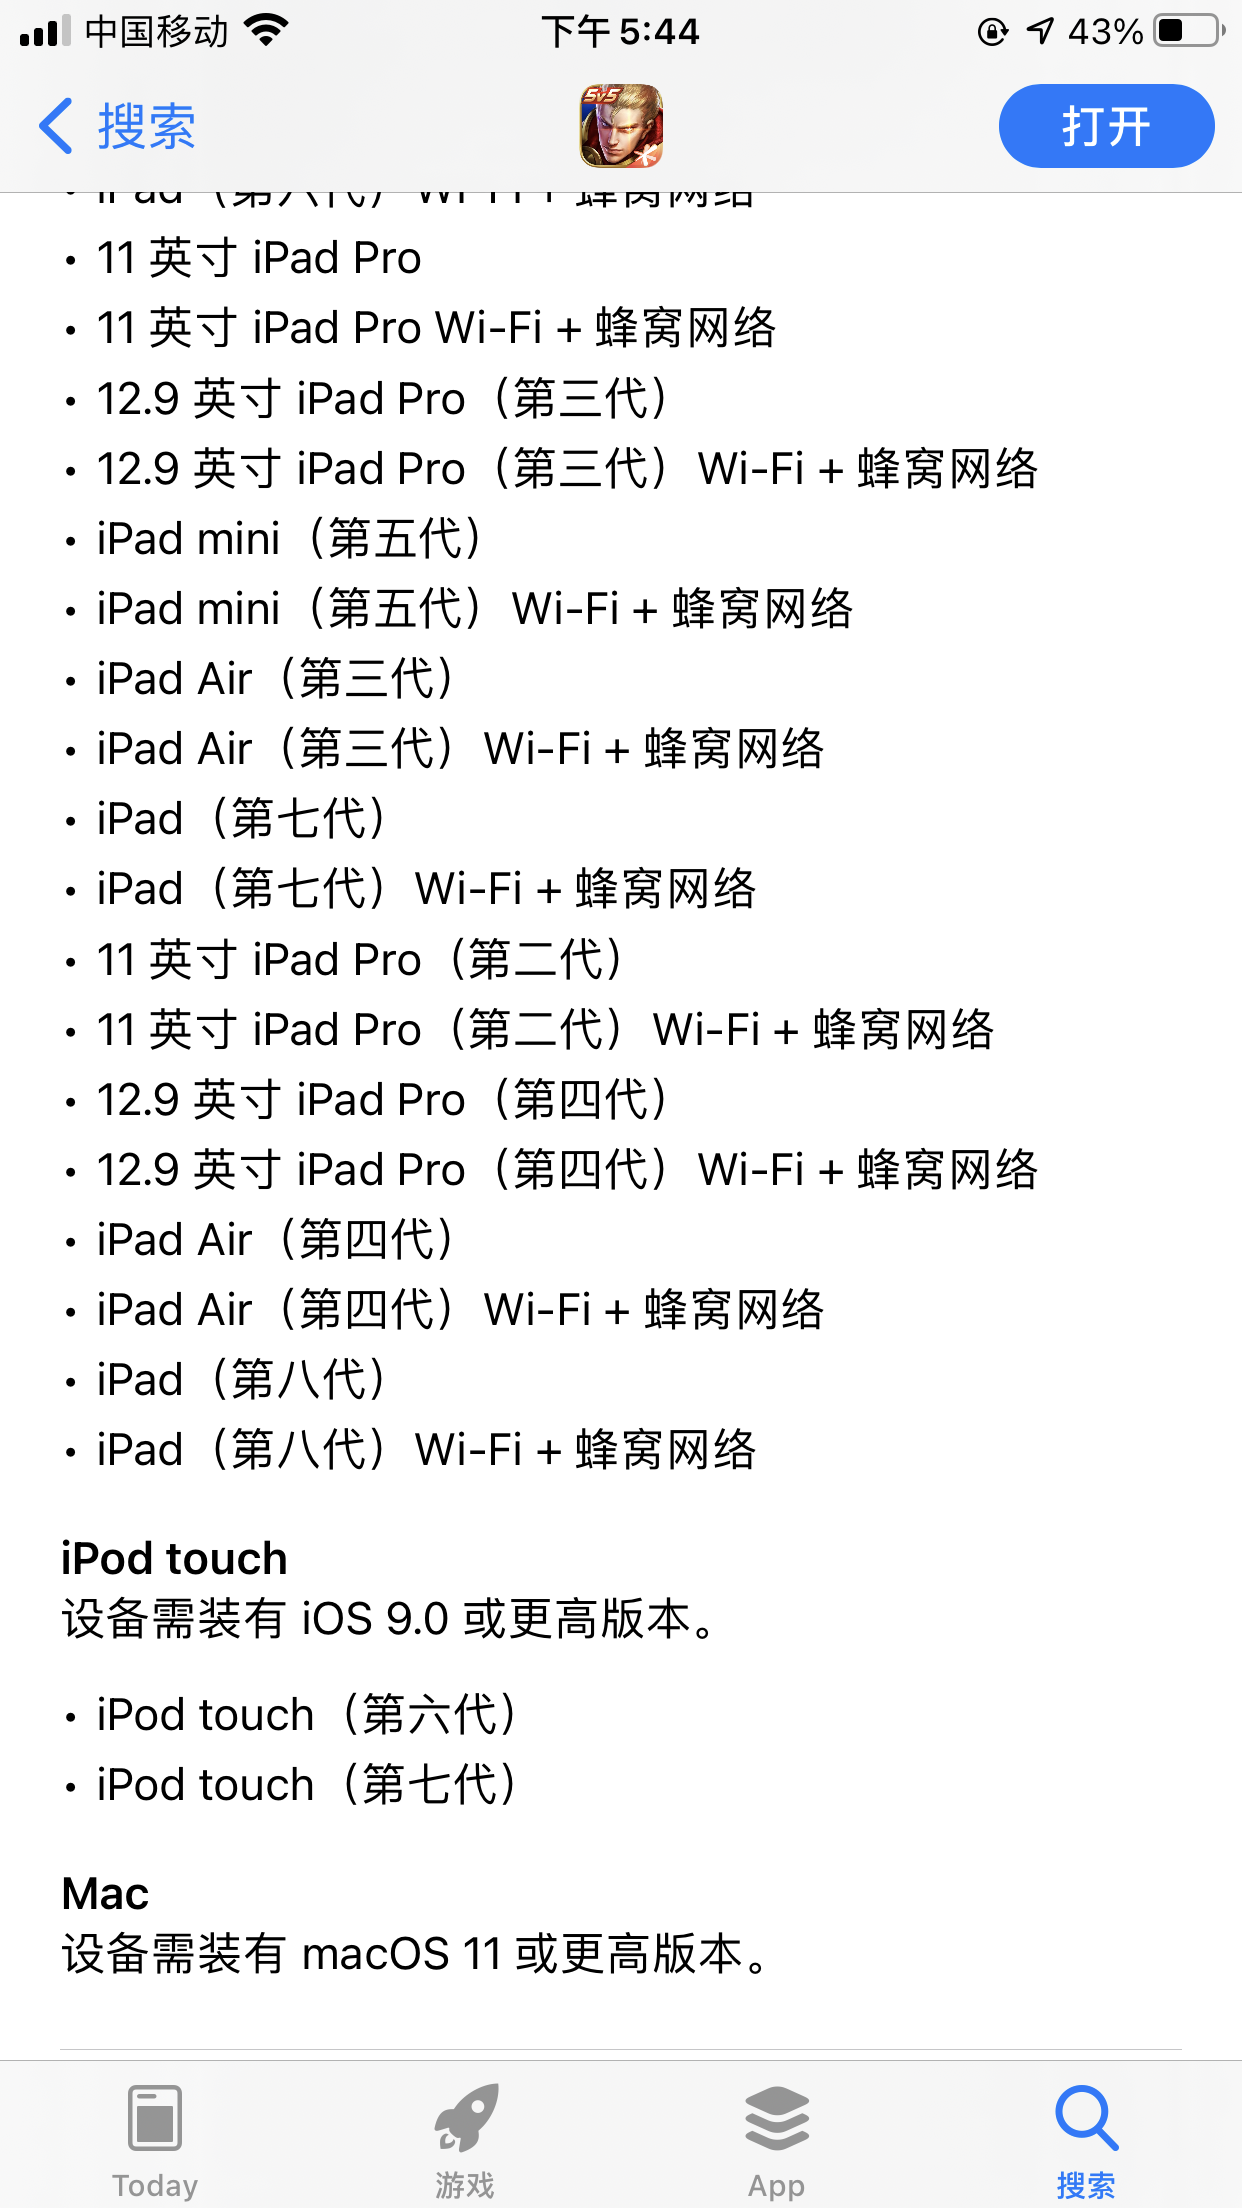 中国移动
下午 5:44
43%
搜索
5v5
打开
iPad（第六代）Wi-Fi + 蜂窝网络
• 11 英寸 iPad Pro
• 11 英寸 iPad Pro Wi-Fi + 蜂窝网络
• 12.9 英寸 iPad Pro（第三代）
• 12.9 英寸 iPad Pro（第三代）Wi-Fi + 蜂窝网络
• iPad mini（第五代）
• iPad mini（第五代）Wi-Fi + 蜂窝网络
• iPad Air（第三代）
• iPad Air（第三代）Wi-Fi + 蜂窝网络
• iPad（第七代）
• iPad（第七代）Wi-Fi + 蜂窝网络
• 11 英寸 iPad Pro（第二代）
• 11 英寸 iPad Pro（第二代）Wi-Fi + 蜂窝网络
• 12.9 英寸 iPad Pro（第四代）
• 12.9 英寸 iPad Pro（第四代）Wi-Fi + 蜂窝网络
• iPad Air（第四代）
• iPad Air（第四代）Wi-Fi + 蜂窝网络
• iPad（第八代）
• iPad（第八代）Wi-Fi + 蜂窝网络
iPod touch
设备需装有 iOS 9.0 或更高版本。
• iPod touch（第六代）
• iPod touch（第七代）
Mac
设备需装有 macOS 11 或更高版本。
Today
游戏
App
搜索